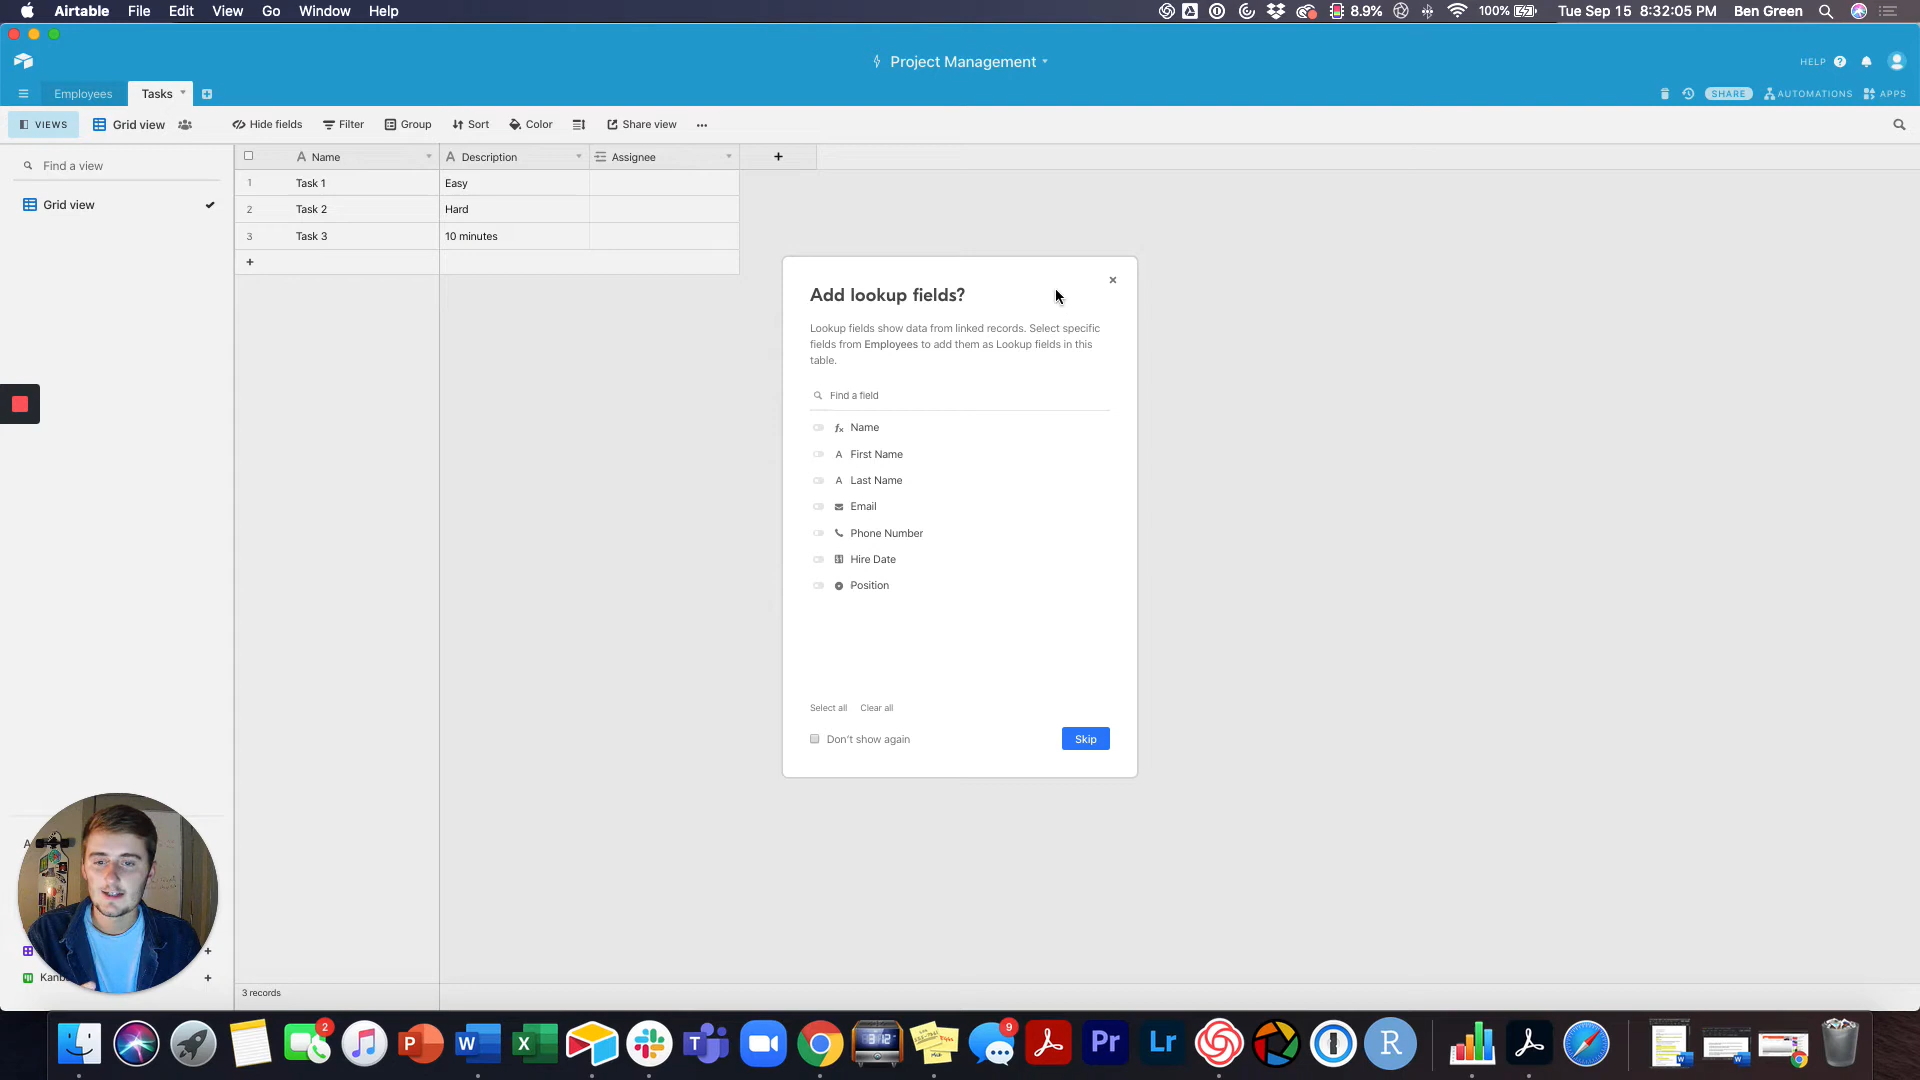 Airtable File Edit View Go Window Help 8.9% 100% Tue Sep 15 8:32:05 PM Ben Green
Project Management
HELP
Employees Tasks
SHARE AUTOMATIONS APPS
VIEWS Grid view Hide fields Filter Group Sort Color Share view
Find a view
Grid view
Name Description Assignee
1 Task 1 Easy
2 Task 2 Hard
3 Task 3 10 minutes
Add lookup fields?
Lookup fields show data from linked records. Select specific
fields from Employees to add them as Lookup fields in this
table.
Find a field
Name
First Name
Last Name
Email
Phone Number
Hire Date
Position
Select all Clear all
Don't show again Skip
3 records
2
9